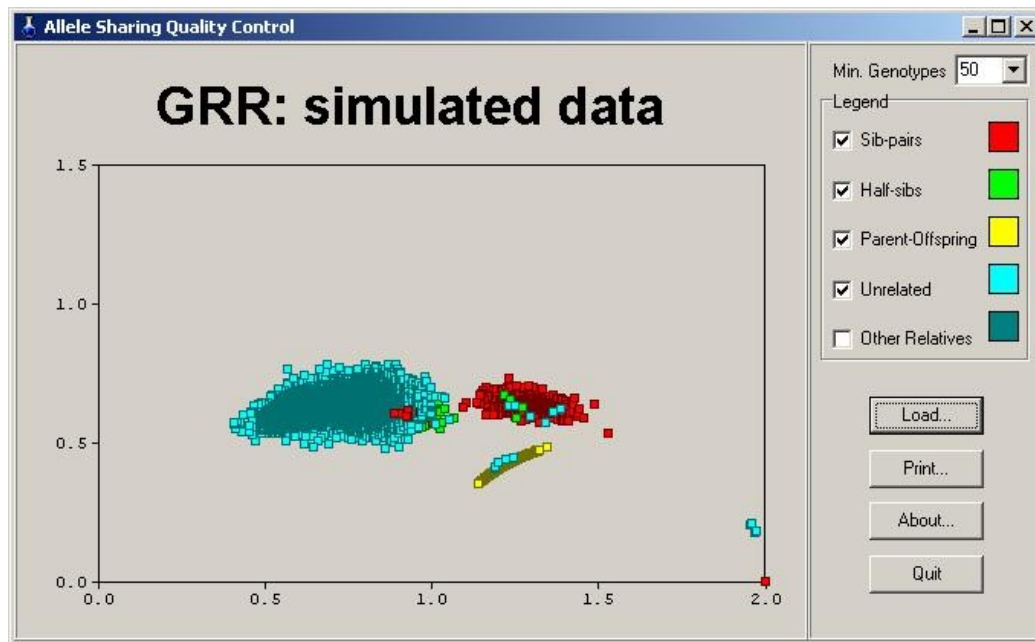 Allele Sharing Quality Control
GRR: simulated data
1.5
1.0
0.5
0.0
0.0 0.5 1.0 1.5 2.0
Min. Genotypes 50
Legend
Sib-pairs
Half-sibs
Parent-Offspring
Unrelated
Other Relatives
Load...
Print...
About...
Quit